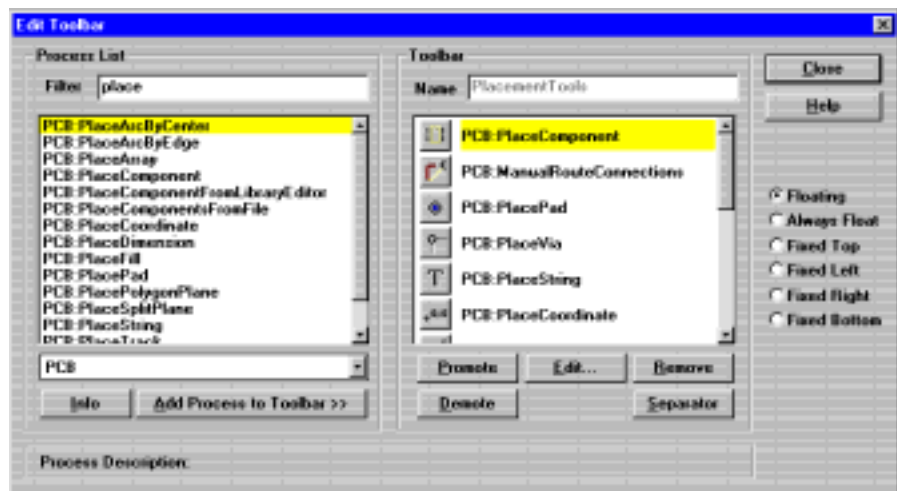 Edit Toolbar
Process List
Filter place
PCB:PlaceArcByCenter
PCB:PlaceArcByEdge
PCB:PlaceArray
PCB:PlaceComponent
PCB:PlaceComponentFromLibraryEditor
PCB:PlaceComponentsFromFile
PCB:PlaceCoordinate
PCB:PlaceDimension
PCB:PlaceFill
PCB:PlacePad
PCB:PlacePolygonPlane
PCB:PlaceSplitPlane
PCB:PlaceString
PCB:PlaceTrack
PCB
Info Add Process to Toolbar >>
Toolbar
Name PlacementTools
PCB:PlaceComponent
PCB:ManualRouteConnections
PCB:PlacePad
PCB:PlaceVia
T PCB:PlaceString
PCB:PlaceCoordinate
Promote Edit... Remove
Demote Separator
Close
Help
Floating
Always Float
Fixed Top
Fixed Left
Fixed Right
Fixed Bottom
Process Description: